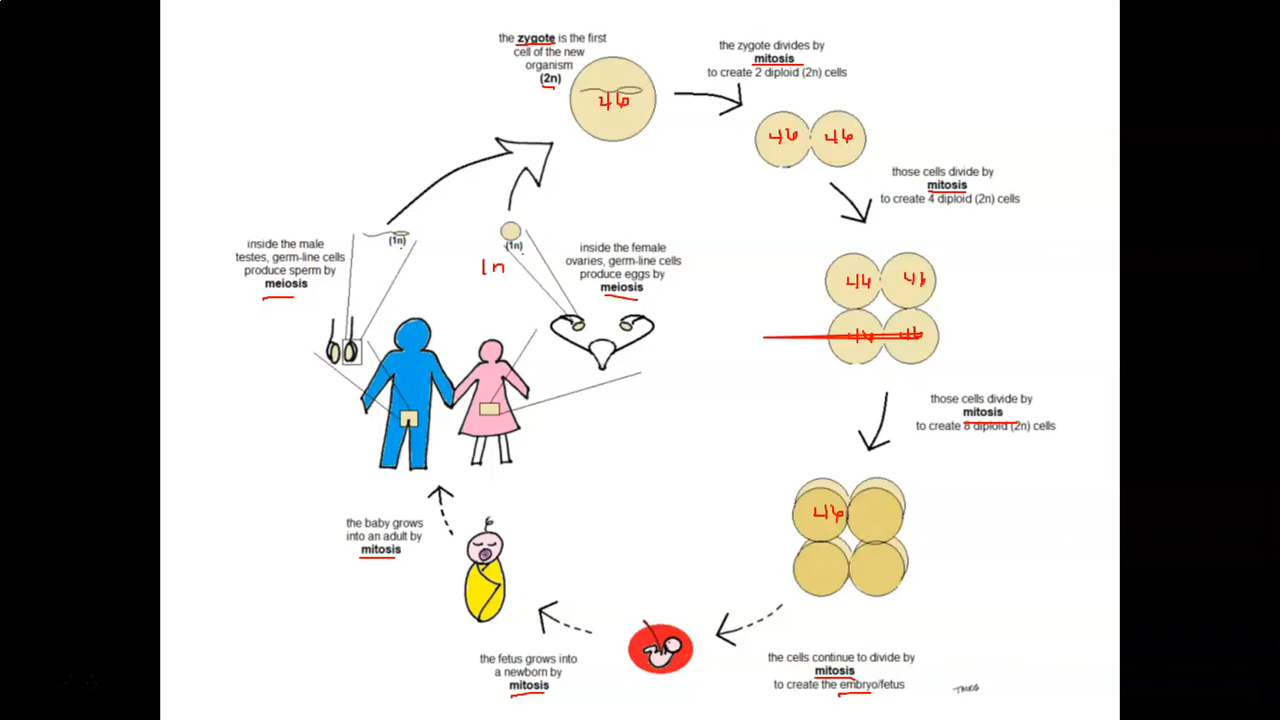 the zygote is the first
cell of the new
organism
(2n)
46
the zygote divides by
mitosis
to create 2 diploid (2n) cells
46 46
those cells divide by
mitosis
to create 4 diploid (2n) cells
46 46
46 46
those cells divide by
mitosis
to create 8 diploid (2n) cells
46
the cells continue to divide by
mitosis
to create the embryo/fetus
the fetus grows into
a newborn by
mitosis
the baby grows
into an adult by
mitosis
inside the male
testes, germ-line cells
produce sperm by
meiosis
(1n)
(1n)
1n
inside the female
ovaries, germ-line cells
produce eggs by
meiosis